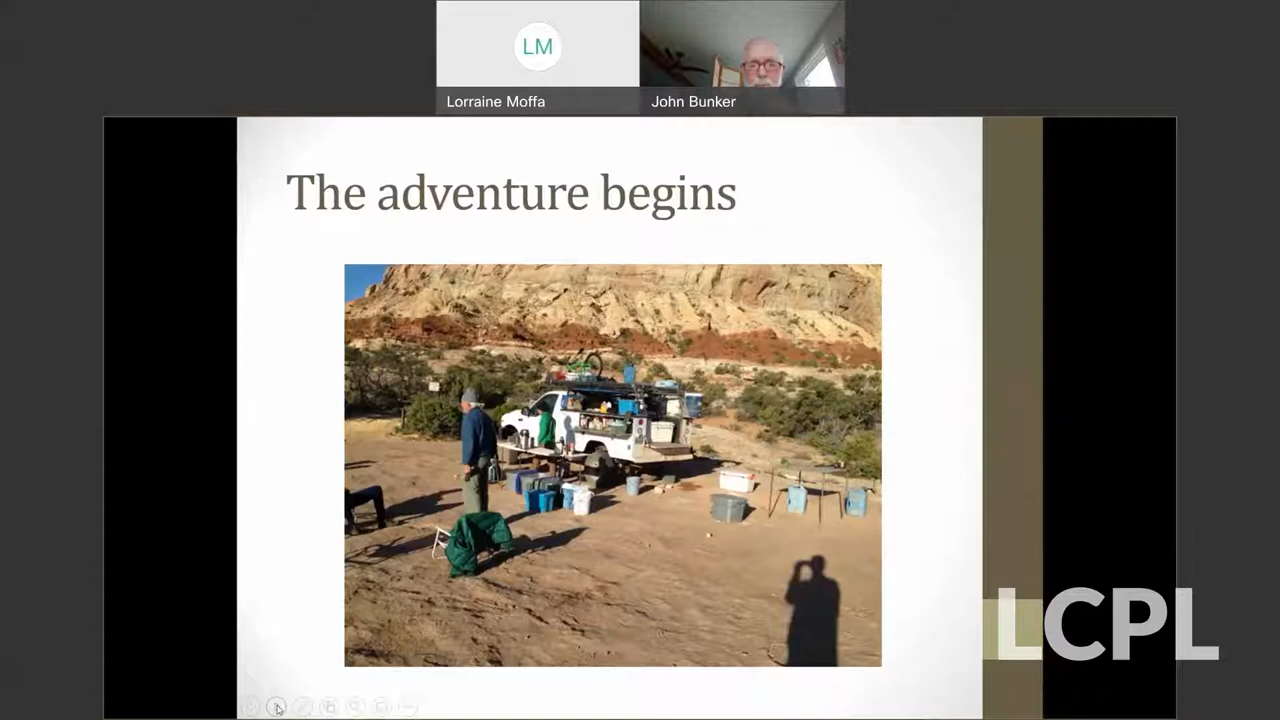 LM
Lorraine Moffa
John Bunker
The adventure begins
LCPL